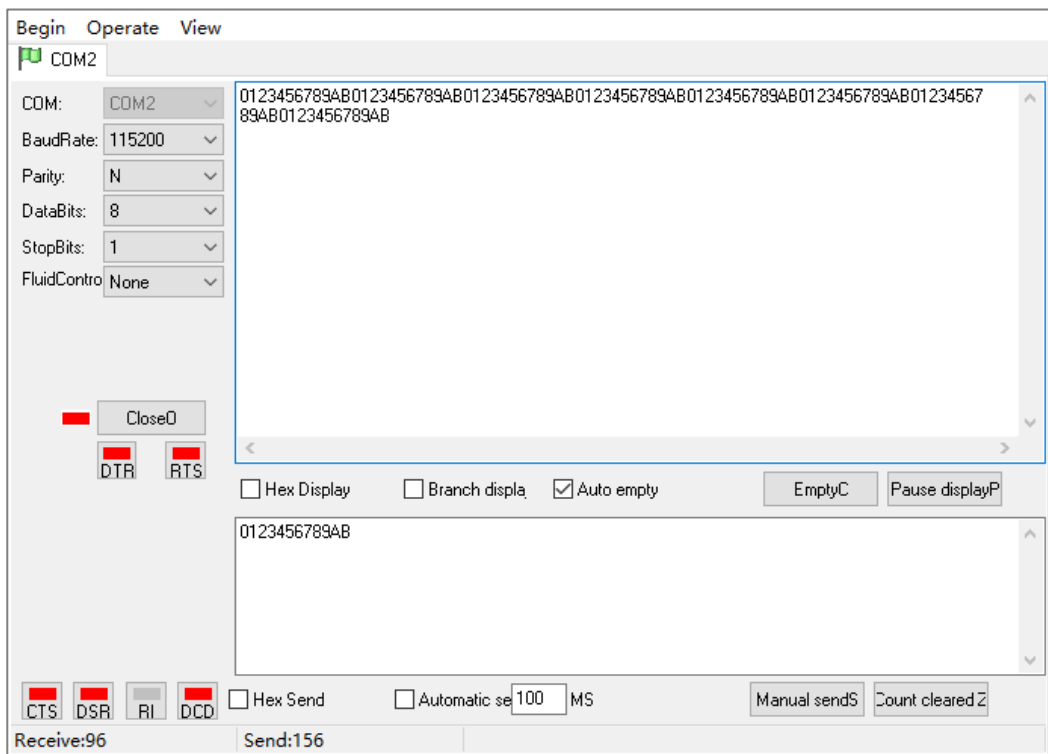 Begin Operate View
COM2
COM: COM2
BaudRate: 115200
Parity: N
DataBits: 8
StopBits: 1
FluidContro None
0123456789AB0123456789AB0123456789AB0123456789AB0123456789AB0123456789AB01234567
89AB0123456789AB
CloseO
DTR RTS
Hex Display Branch displa Auto empty EmptyC Pause displayP
0123456789AB
CTS DSR RI DCD Hex Send Automatic se 100 MS Manual sendS Count cleared Z
Receive:96 Send:156